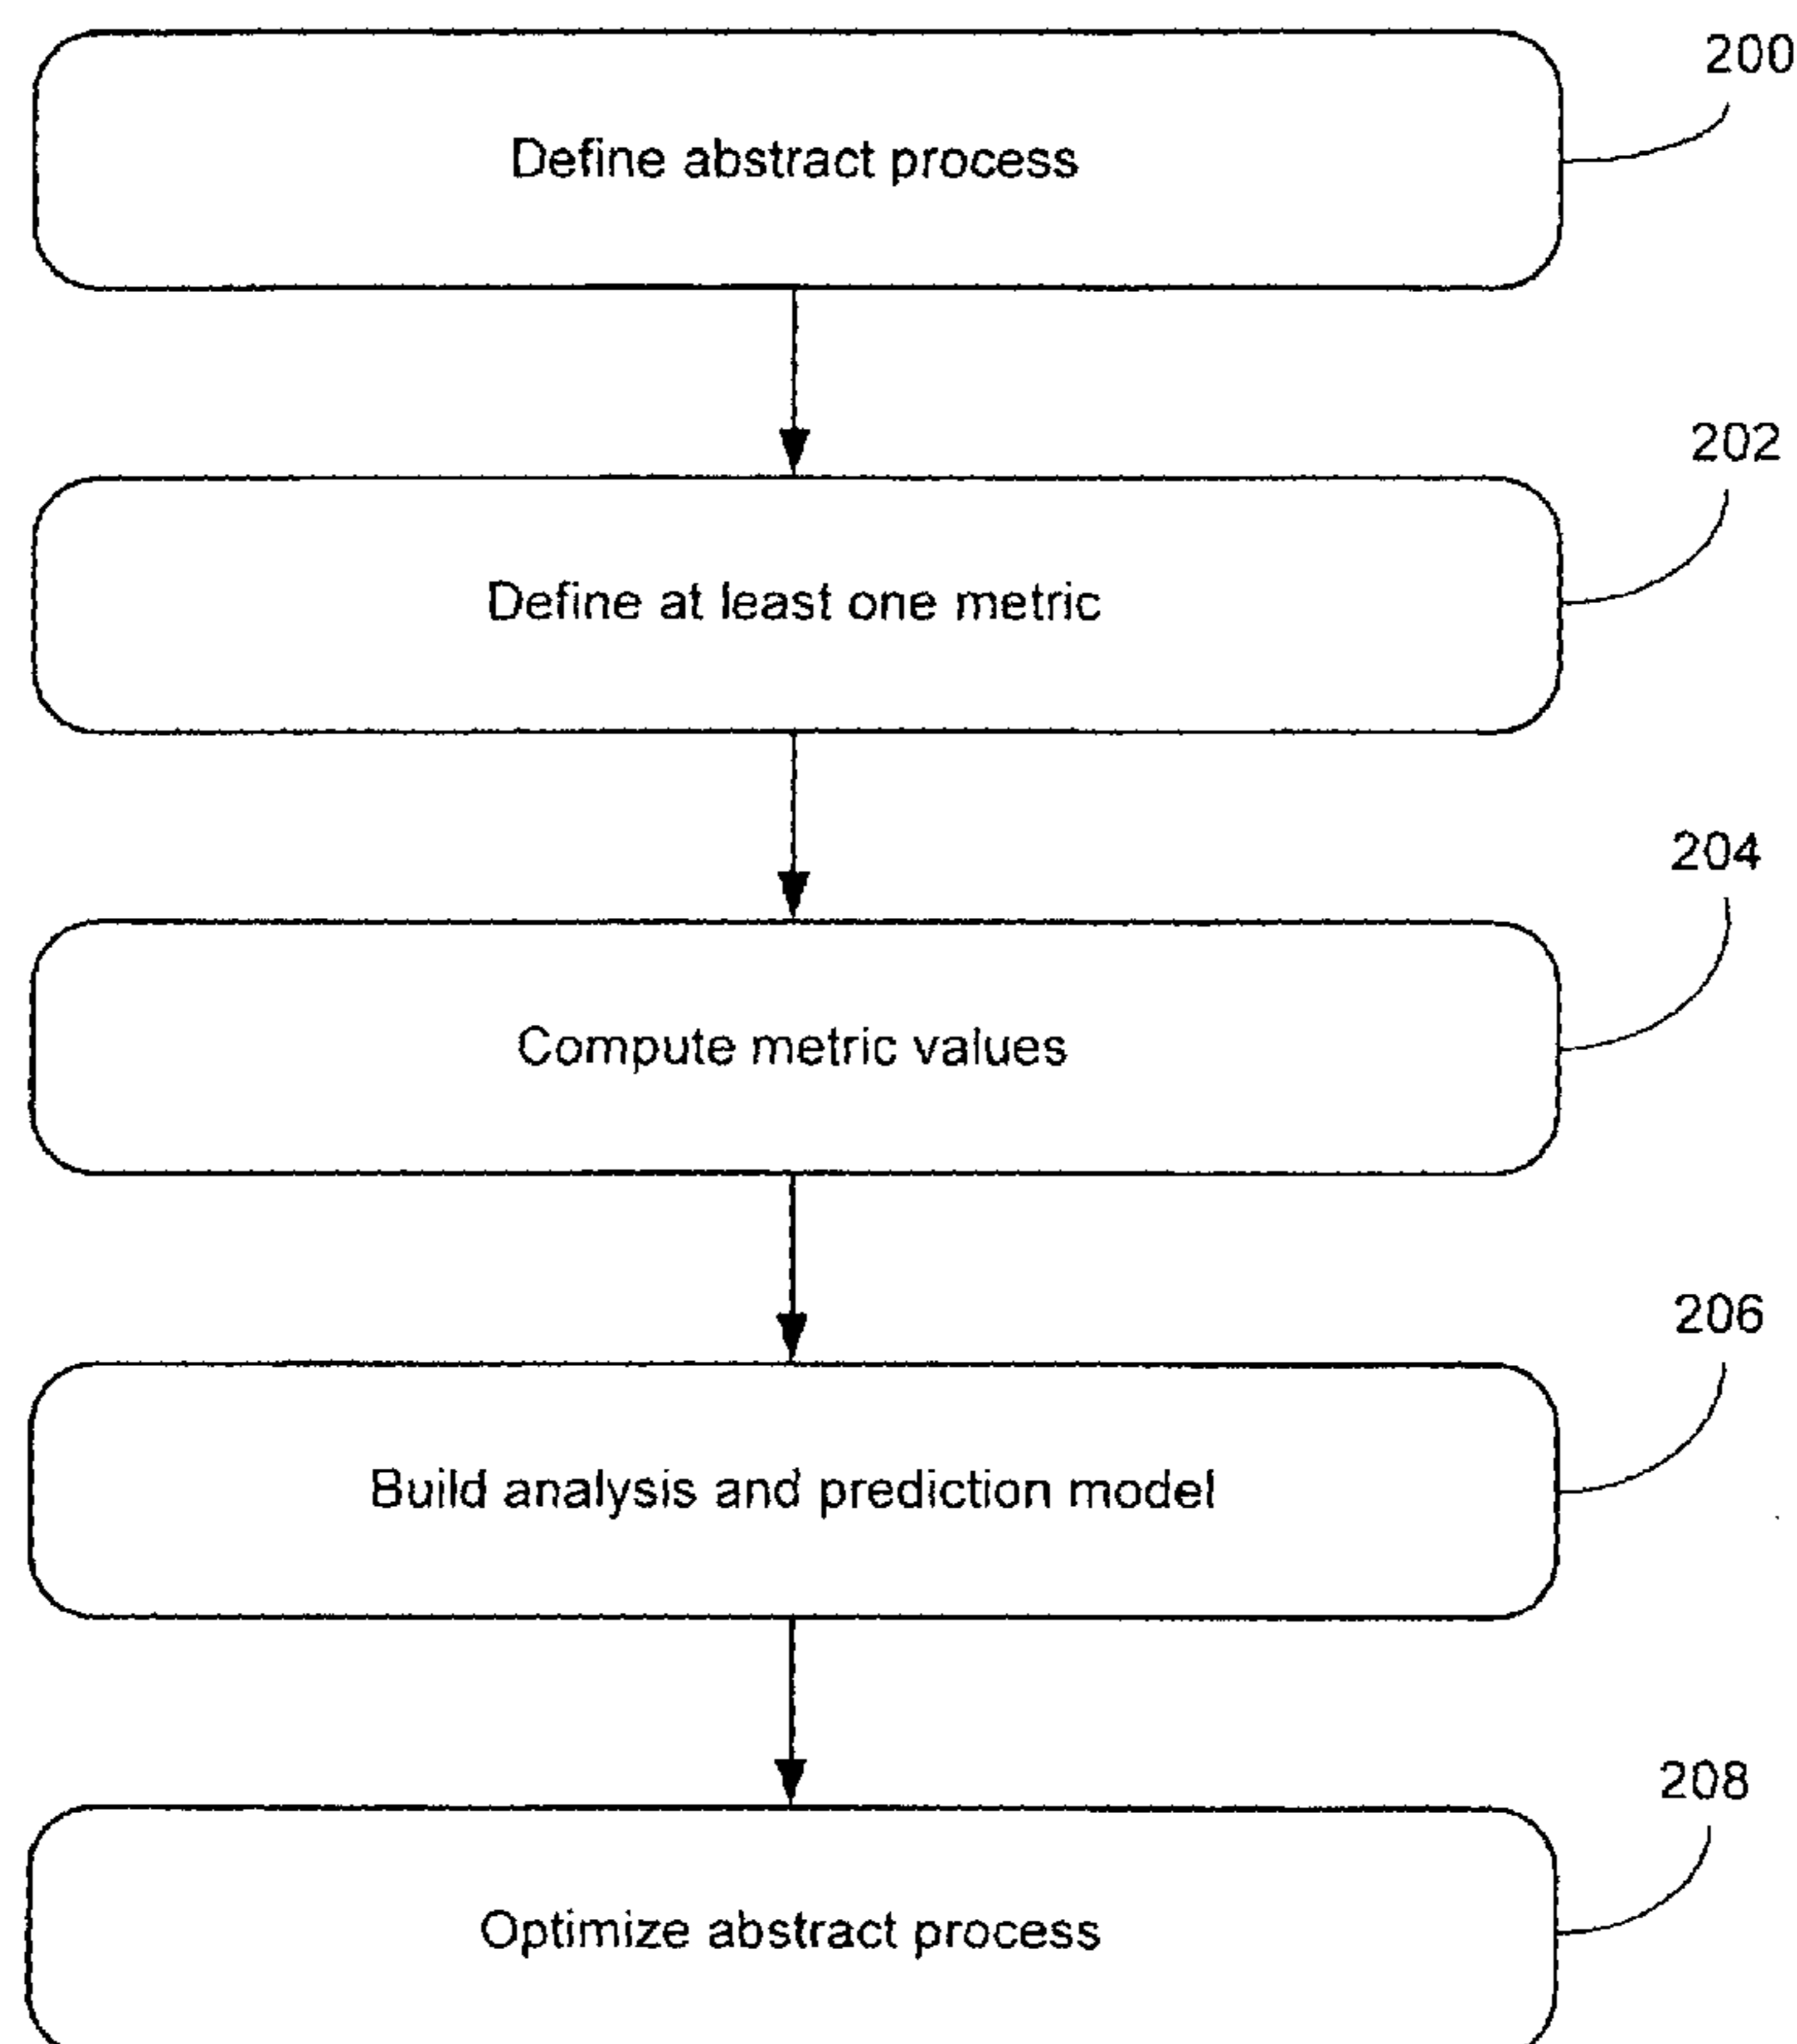 200
Define abstract process
202
Define at least one metric
204
Compute metric values
206
Build analysis and prediction model
208
Optimize abstract process